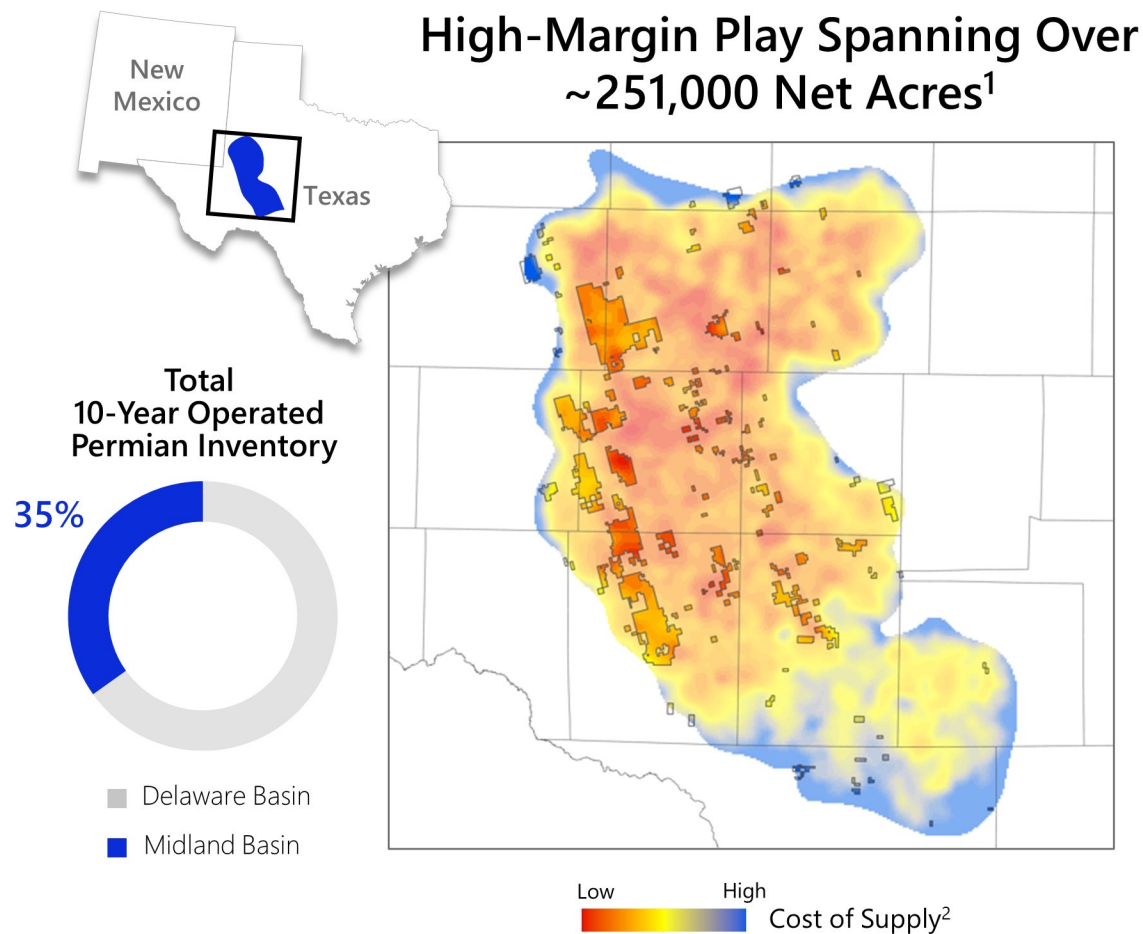 High-Margin Play Spanning Over
~251,000 Net Acres¹
New
Mexico
Texas
Total
10-Year Operated
Permian Inventory
35%
Delaware Basin
Midland Basin
Low
High
Cost of Supply²